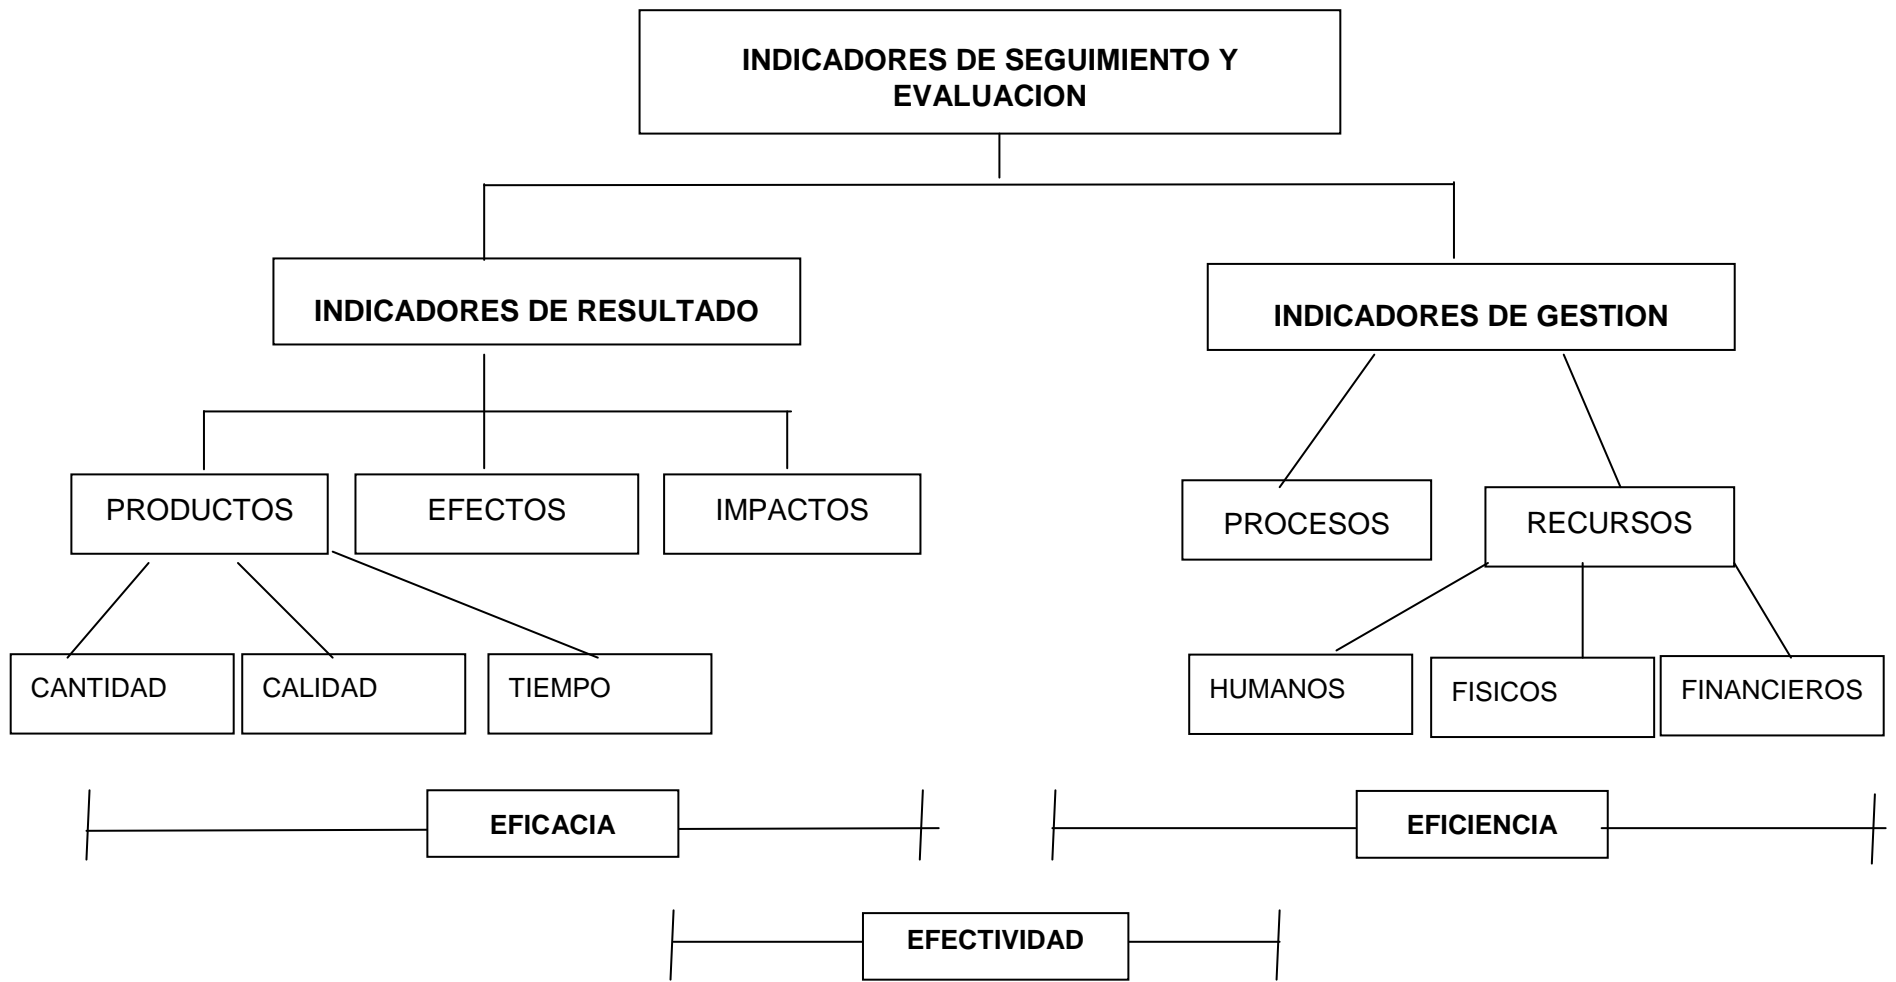 INDICADORES DE SEGUIMIENTO Y
EVALUACION
INDICADORES DE RESULTADO
INDICADORES DE GESTION
PRODUCTOS
EFECTOS
IMPACTOS
PROCESOS
RECURSOS
CANTIDAD
CALIDAD
TIEMPO
HUMANOS
FISICOS
FINANCIEROS
EFICACIA
EFICIENCIA
EFECTIVIDAD